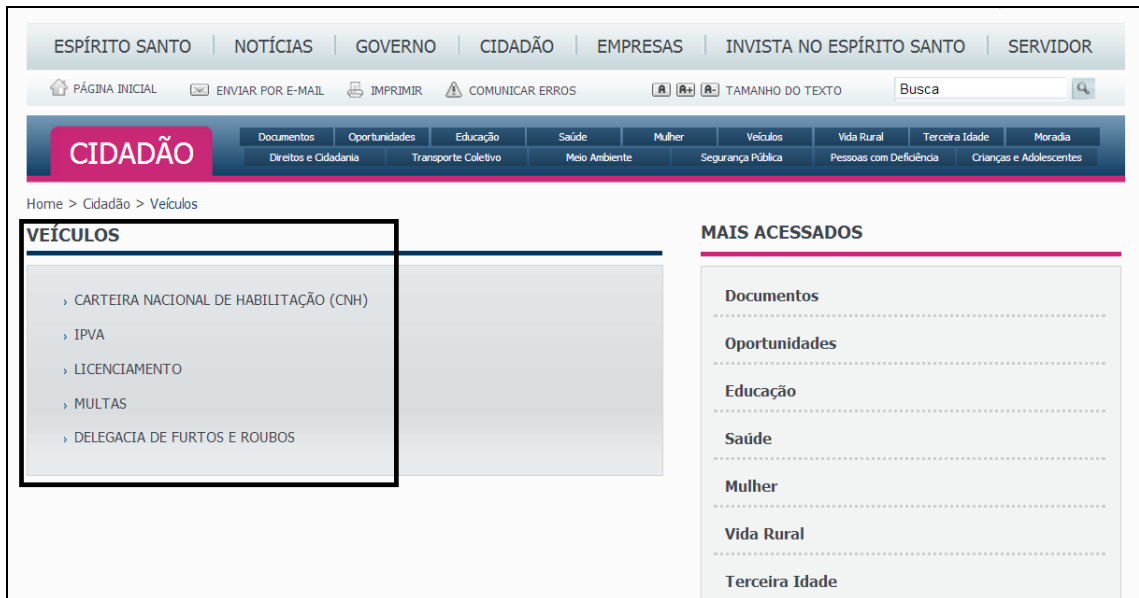 ESPÍRITO SANTO NOTÍCIAS GOVERNO CIDADÃO EMPRESAS INVISTA NO ESPÍRITO SANTO SERVIDOR
PÁGINA INICIAL ENVIAR POR E-MAIL IMPRIMIR COMUNICAR ERROS A A+ A- TAMANHO DO TEXTO Busca
CIDADÃO
Documentos Oportunidades Educação Saúde Mulher Veículos Vida Rural Terceira Idade Moradia
Direitos e Cidadania Transporte Coletivo Meio Ambiente Segurança Pública Pessoas com Deficiência Crianças e Adolescentes
Home > Cidadão > Veículos
VEÍCULOS
› CARTEIRA NACIONAL DE HABILITAÇÃO (CNH)
› IPVA
› LICENCIAMENTO
› MULTAS
› DELEGACIA DE FURTOS E ROUBOS
MAIS ACESSADOS
Documentos
Oportunidades
Educação
Saúde
Mulher
Vida Rural
Terceira Idade